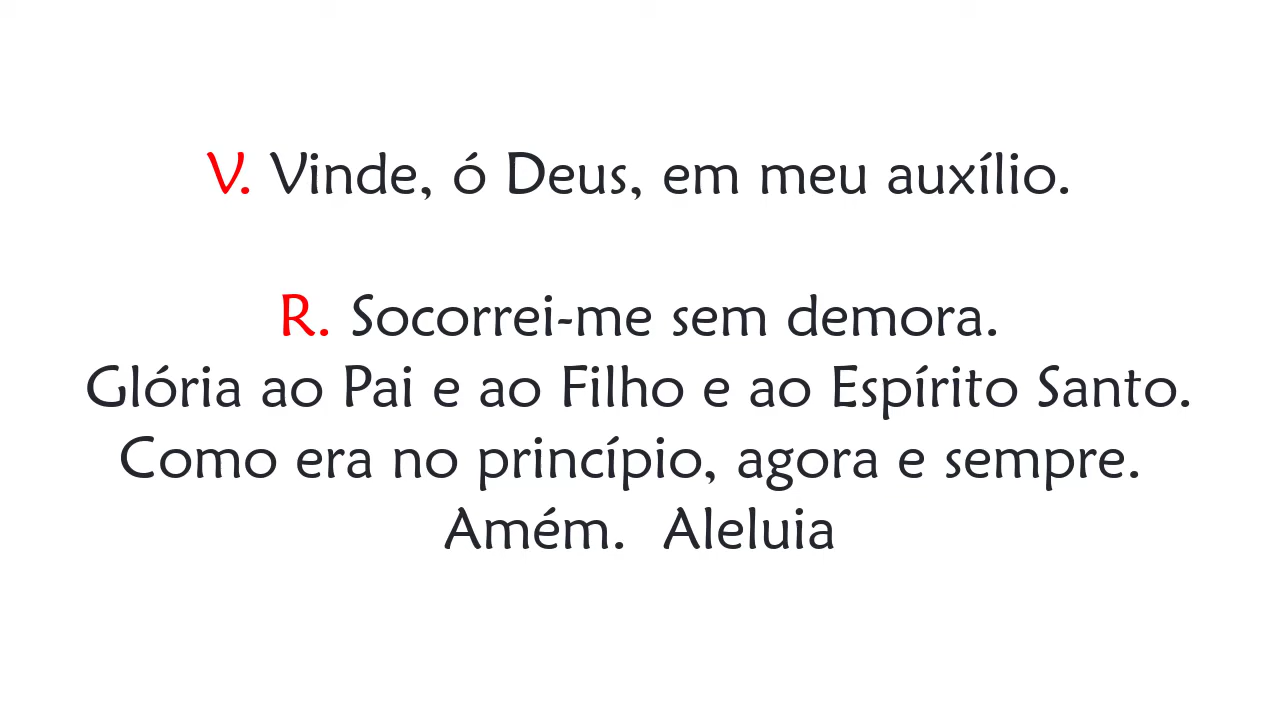 V. Vinde, ó Deus, em meu auxílio.
R. Socorrei-me sem demora.
Glória ao Pai e ao Filho e ao Espírito Santo.
Como era no princípio, agora e sempre.
Amém. Aleluia